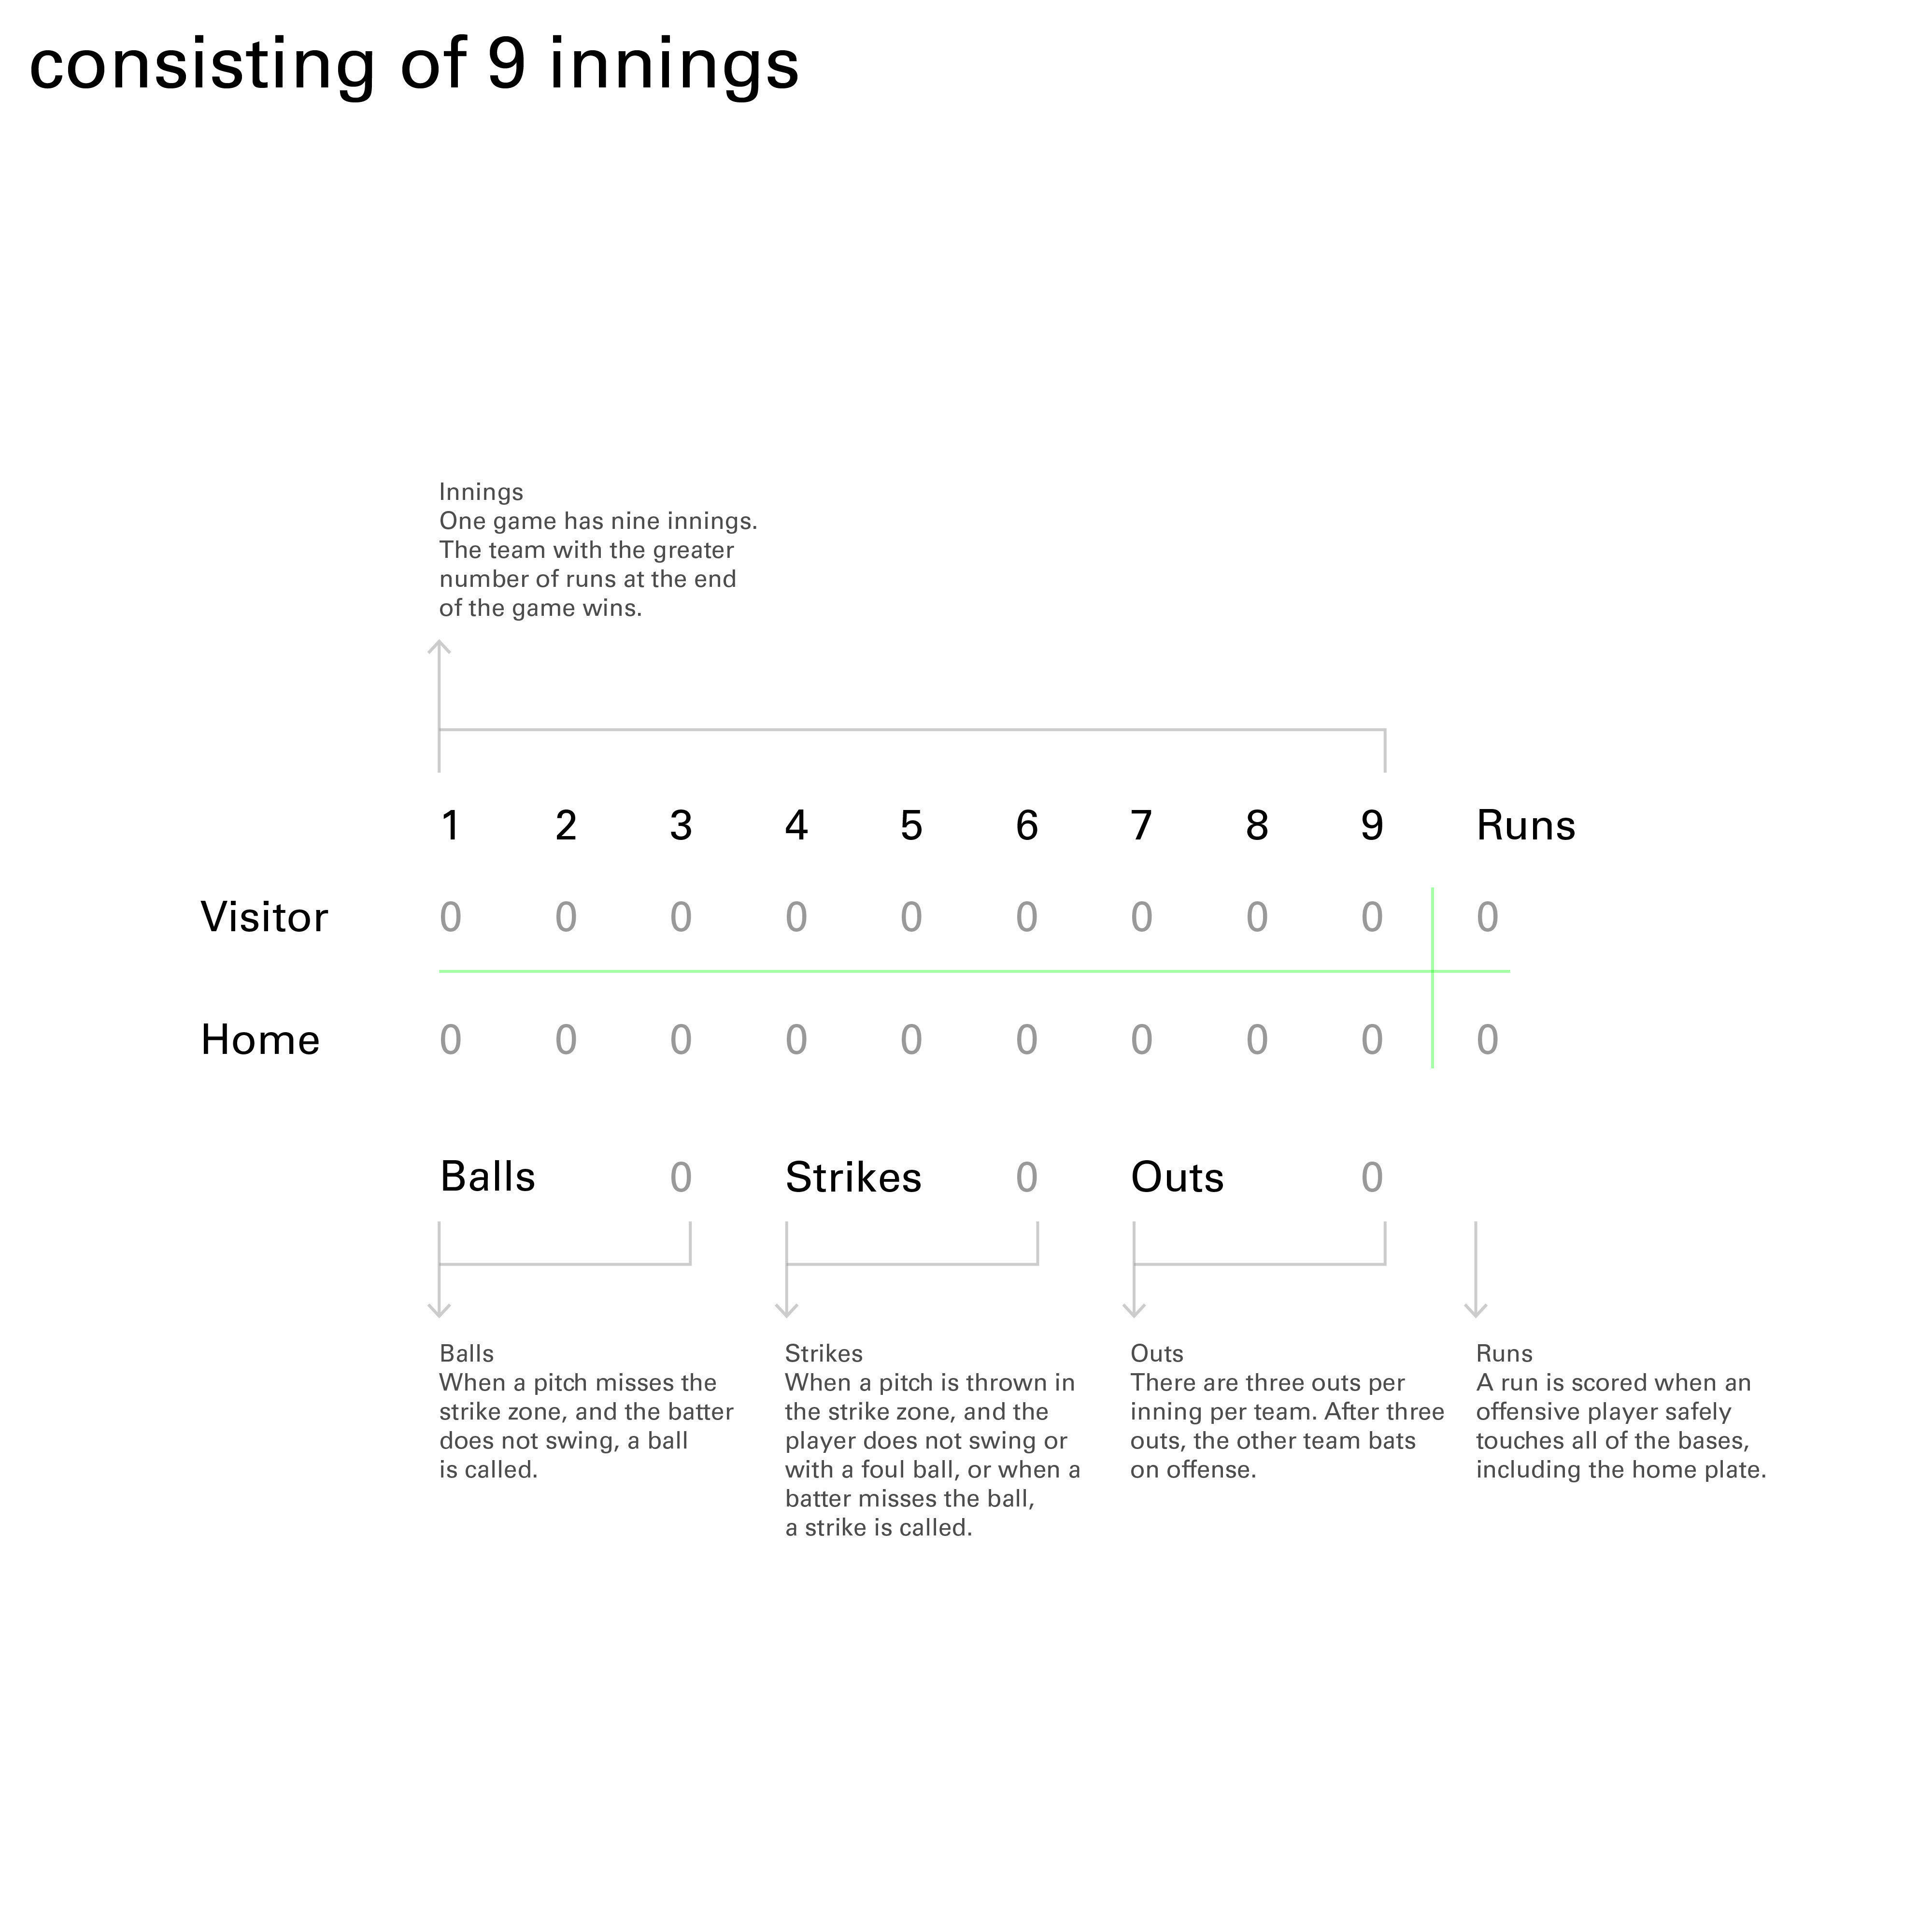 consisting of 9 innings
Innings
One game has nine innings.
The team with the greater
number of runs at the end
of the game wins.
1 2 3 4 5 6 7 8 9 Runs
Visitor 0 0 0 0 0 0 0 0 0 0
Home 0 0 0 0 0 0 0 0 0 0
Balls 0 Strikes 0 Outs 0
Balls
When a pitch misses the
strike zone, and the batter
does not swing, a ball
is called.
Strikes
When a pitch is thrown in
the strike zone, and the
player does not swing or
with a foul ball, or when a
batter misses the ball,
a strike is called.
Outs
There are three outs per
inning per team. After three
outs, the other team bats
on offense.
Runs
A run is scored when an
offensive player safely
touches all of the bases,
including the home plate.